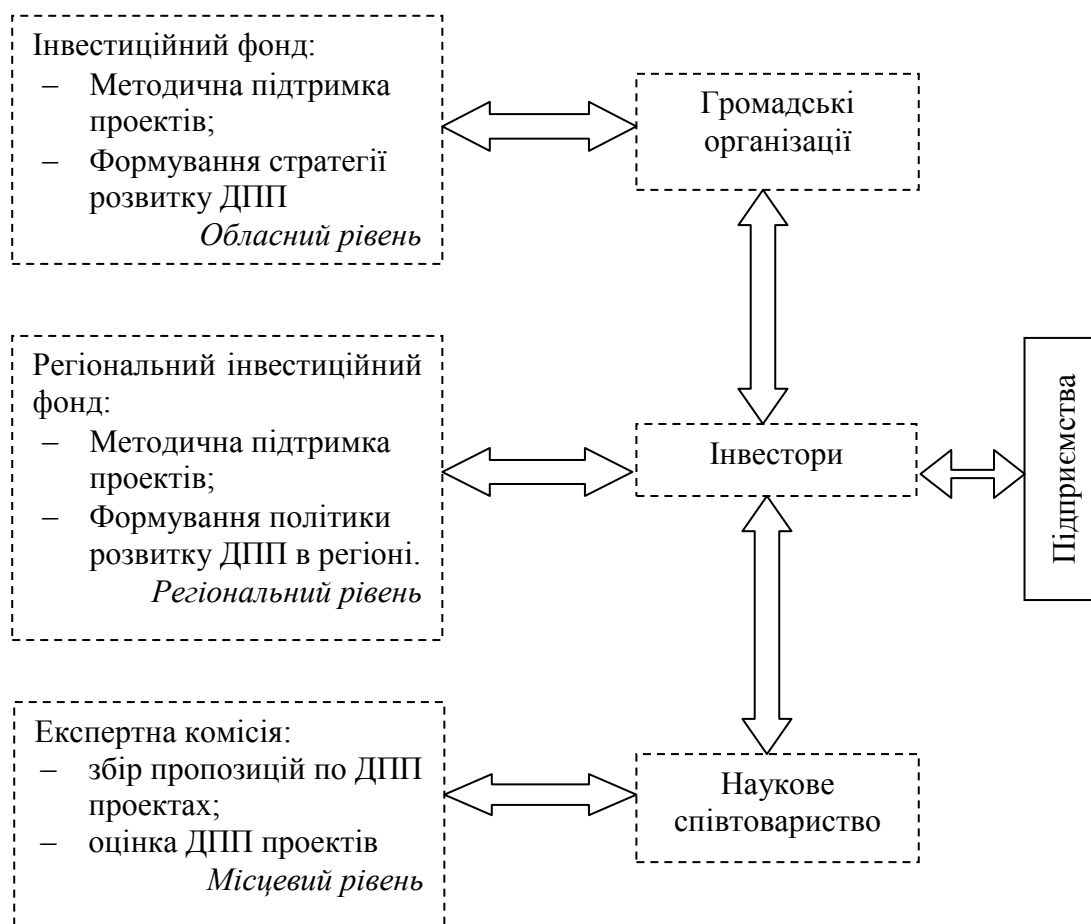 Інвестиційний фонд:
– Методична підтримка
проектів;
– Формування стратегії
розвитку ДПП
Обласний рівень
Громадські
організації
Регіональний інвестиційний
фонд:
– Методична підтримка
проектів;
– Формування політики
розвитку ДПП в регіоні.
Регіональний рівень
Інвестори
Підприємства
Експертна комісія:
– збір пропозицій по ДПП
проектах;
– оцінка ДПП проектів
Місцевий рівень
Наукове
співтовариство